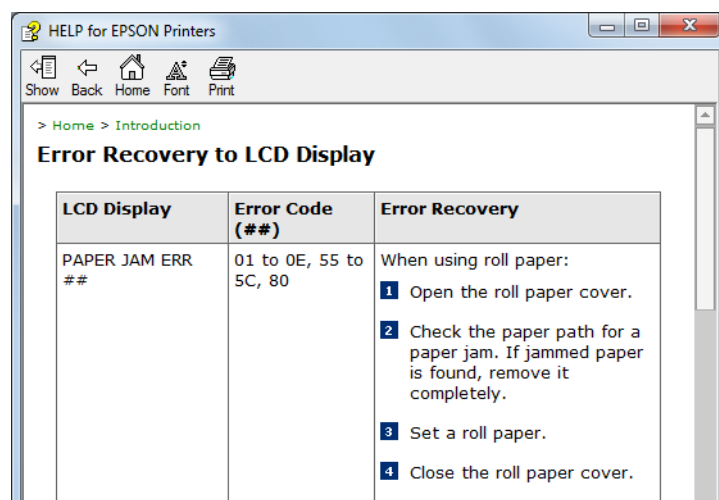 HELP for EPSON Printers
Show Back Home Font Print
> Home > Introduction
Error Recovery to LCD Display
LCD Display
Error Code
(##)
Error Recovery
PAPER JAM ERR
##
01 to 0E, 55 to
5C, 80
When using roll paper:
1 Open the roll paper cover.
2 Check the paper path for a
paper jam. If jammed paper
is found, remove it
completely.
3 Set a roll paper.
4 Close the roll paper cover.